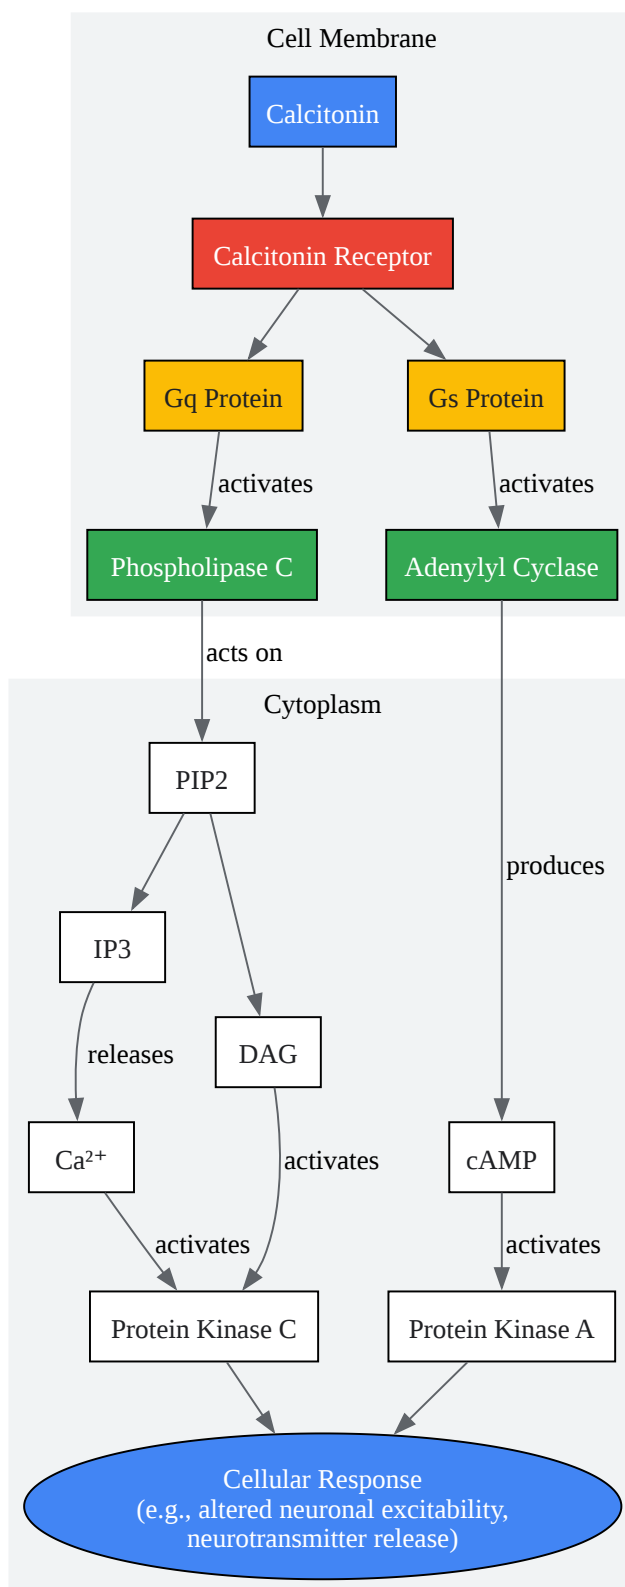 Cell Membrane
Calcitonin
Calcitonin Receptor
Gq Protein
Gs Protein
activates
activates
Phospholipase C
Adenylyl Cyclase
acts on
Cytoplasm
PIP2
produces
IP3
releases
DAG
Ca²⁺
activates
cAMP
activates
activates
Protein Kinase C
Protein Kinase A
Cellular Response
(e.g., altered neuronal excitability,
neurotransmitter release)